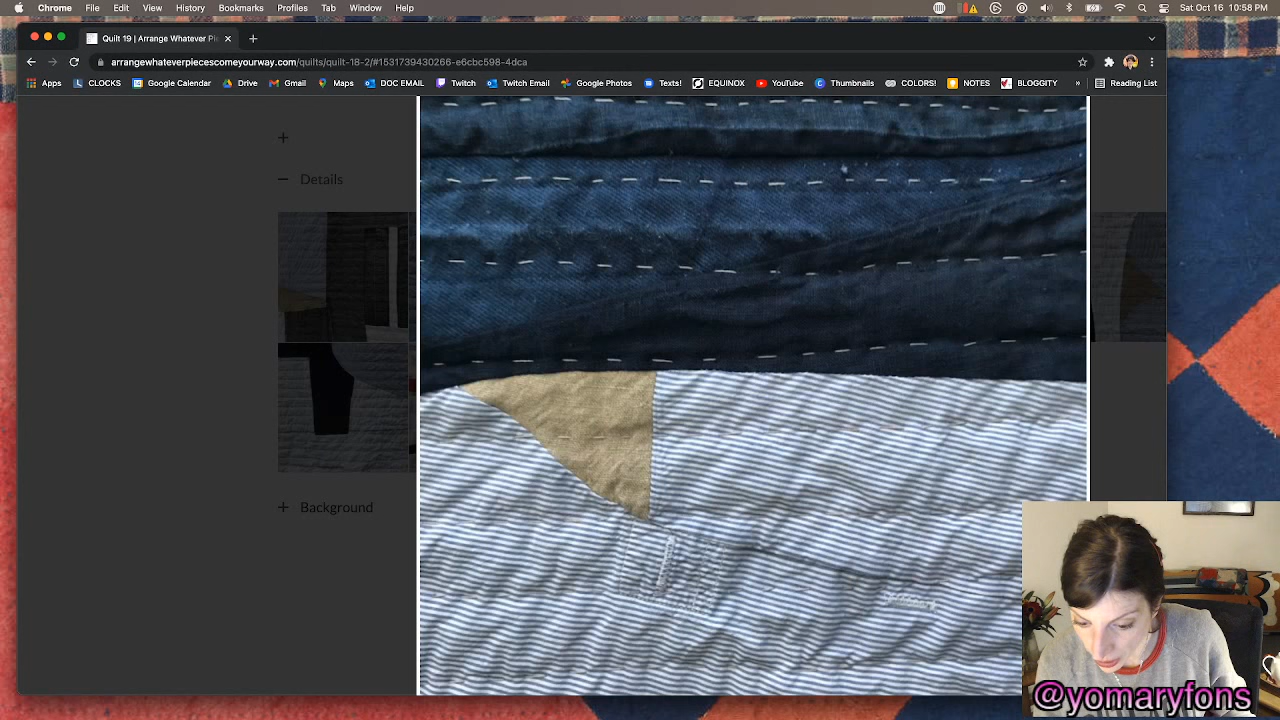 Chrome File Edit View History Bookmarks Profiles Tab Window Help Sat Oct 16 10:58 PM
Quilt 19 | Arrange Whatever Pie
arrangewhateverpiecescomeyourway.com/quilts/quilt-18-2/#1531739430266-e6cbc598-4dca
Apps CLOCKS Google Calendar Drive Gmail Maps DOC EMAIL Twitch Twitch Email Google Photos Texts! EQUINOX YouTube Thumbnails COLORS! NOTES BLOGGITY » Reading List
Details
Background
@yomaryfons